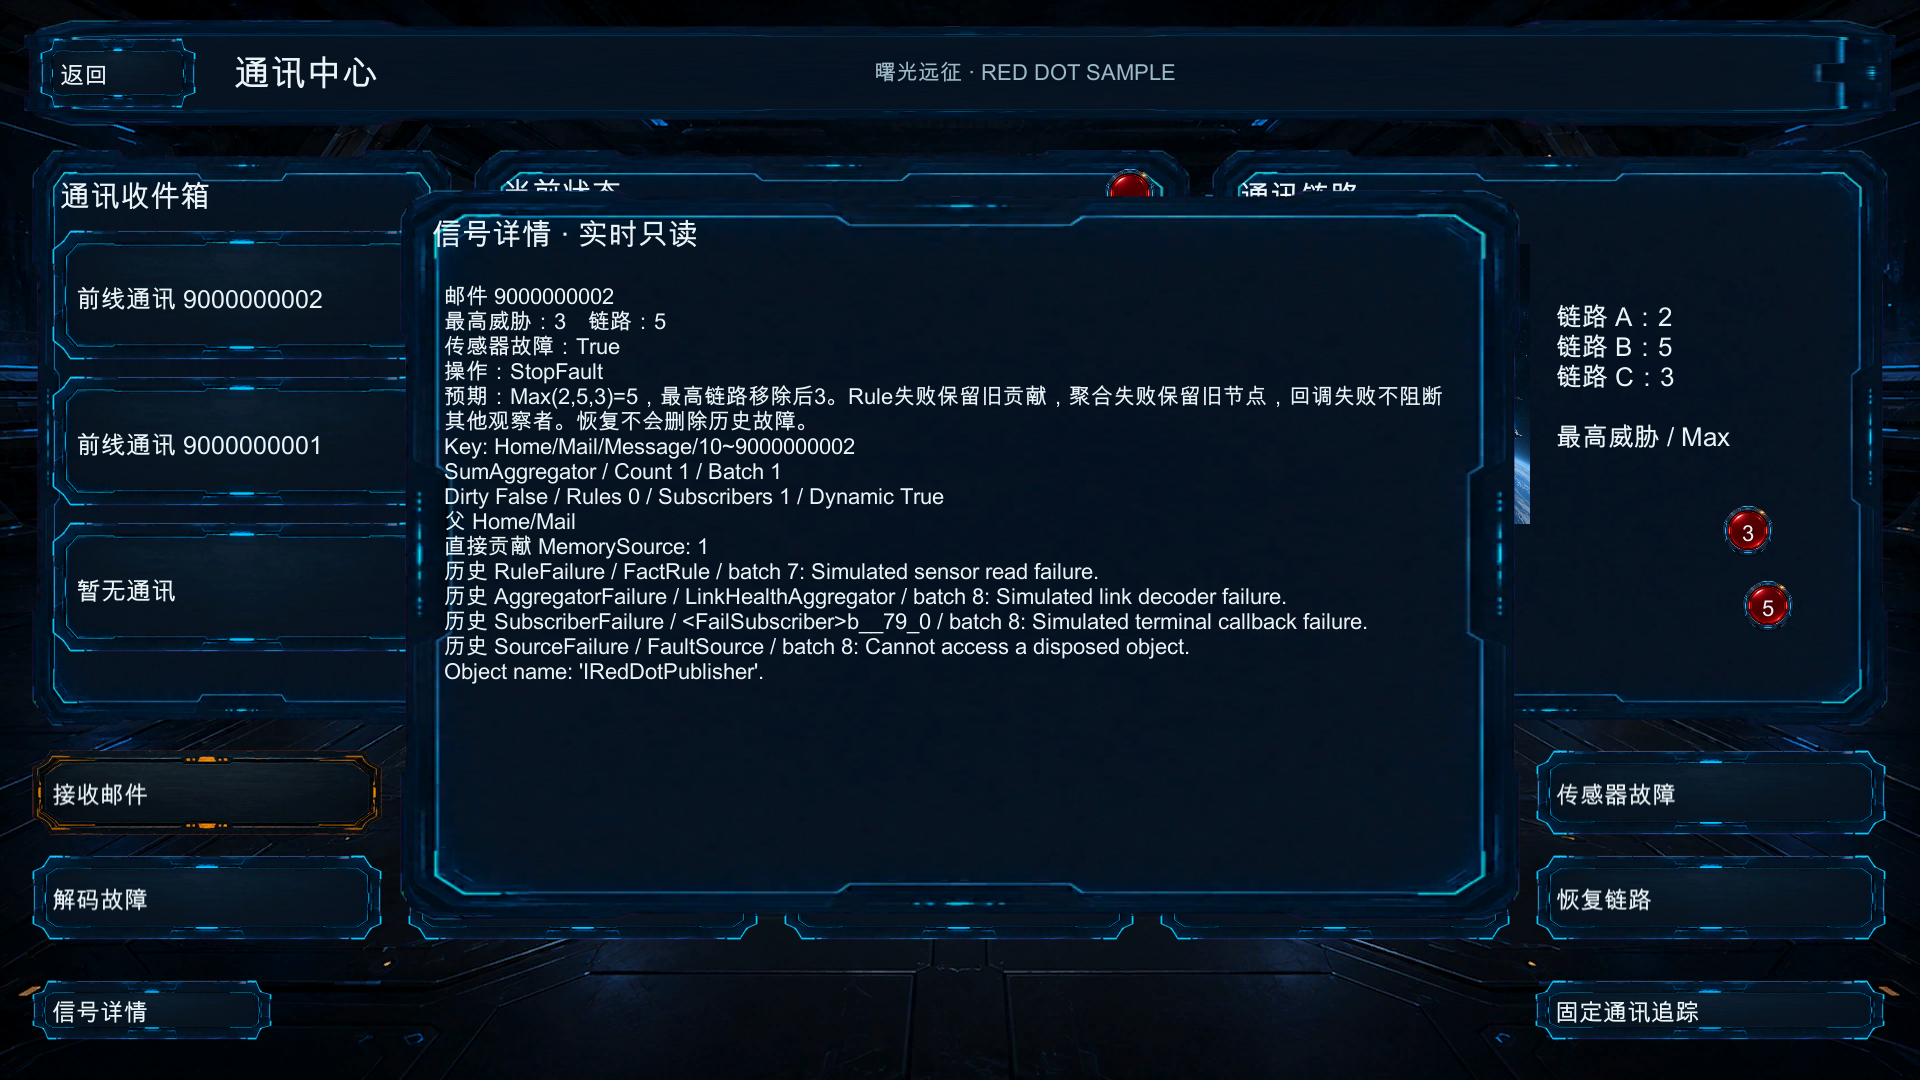 返回
通讯中心
曙光远征 · RED DOT SAMPLE
通讯收件箱
当前状态
通讯链路
前线通讯 9000000002
前线通讯 9000000001
暂无通讯
信号详情 · 实时只读
邮件 9000000002
最高威胁：3　链路：5
传感器故障：True
操作：StopFault
预期：Max(2,5,3)=5，最高链路移除后3。Rule失败保留旧贡献，聚合失败保留旧节点，回调失败不阻断
其他观察者。恢复不会删除历史故障。
Key: Home/Mail/Message/10~9000000002
SumAggregator / Count 1 / Batch 1
Dirty False / Rules 0 / Subscribers 1 / Dynamic True
父 Home/Mail
直接贡献 MemorySource: 1
历史 RuleFailure / FactRule / batch 7: Simulated sensor read failure.
历史 AggregatorFailure / LinkHealthAggregator / batch 8: Simulated link decoder failure.
历史 SubscriberFailure / <FailSubscriber>b__79_0 / batch 8: Simulated terminal callback failure.
历史 SourceFailure / FaultSource / batch 8: Cannot access a disposed object.
Object name: 'IRedDotPublisher'.
链路 A：2
链路 B：5
链路 C：3
最高威胁 / Max
3
5
接收邮件
传感器故障
解码故障
恢复链路
信号详情
固定通讯追踪